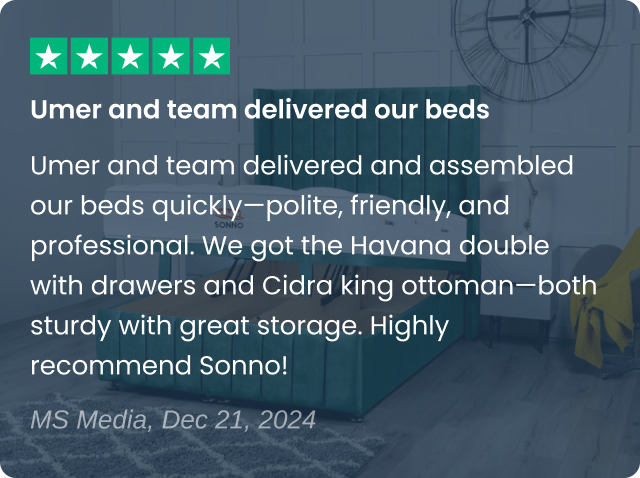 Umer and team delivered our beds
Umer and team delivered and assembled
our beds quickly—polite, friendly, and
professional. We got the Havana double
with drawers and Cidra king ottoman—both
sturdy with great storage. Highly
recommend Sonno!
MS Media, Dec 21, 2024
SONNO